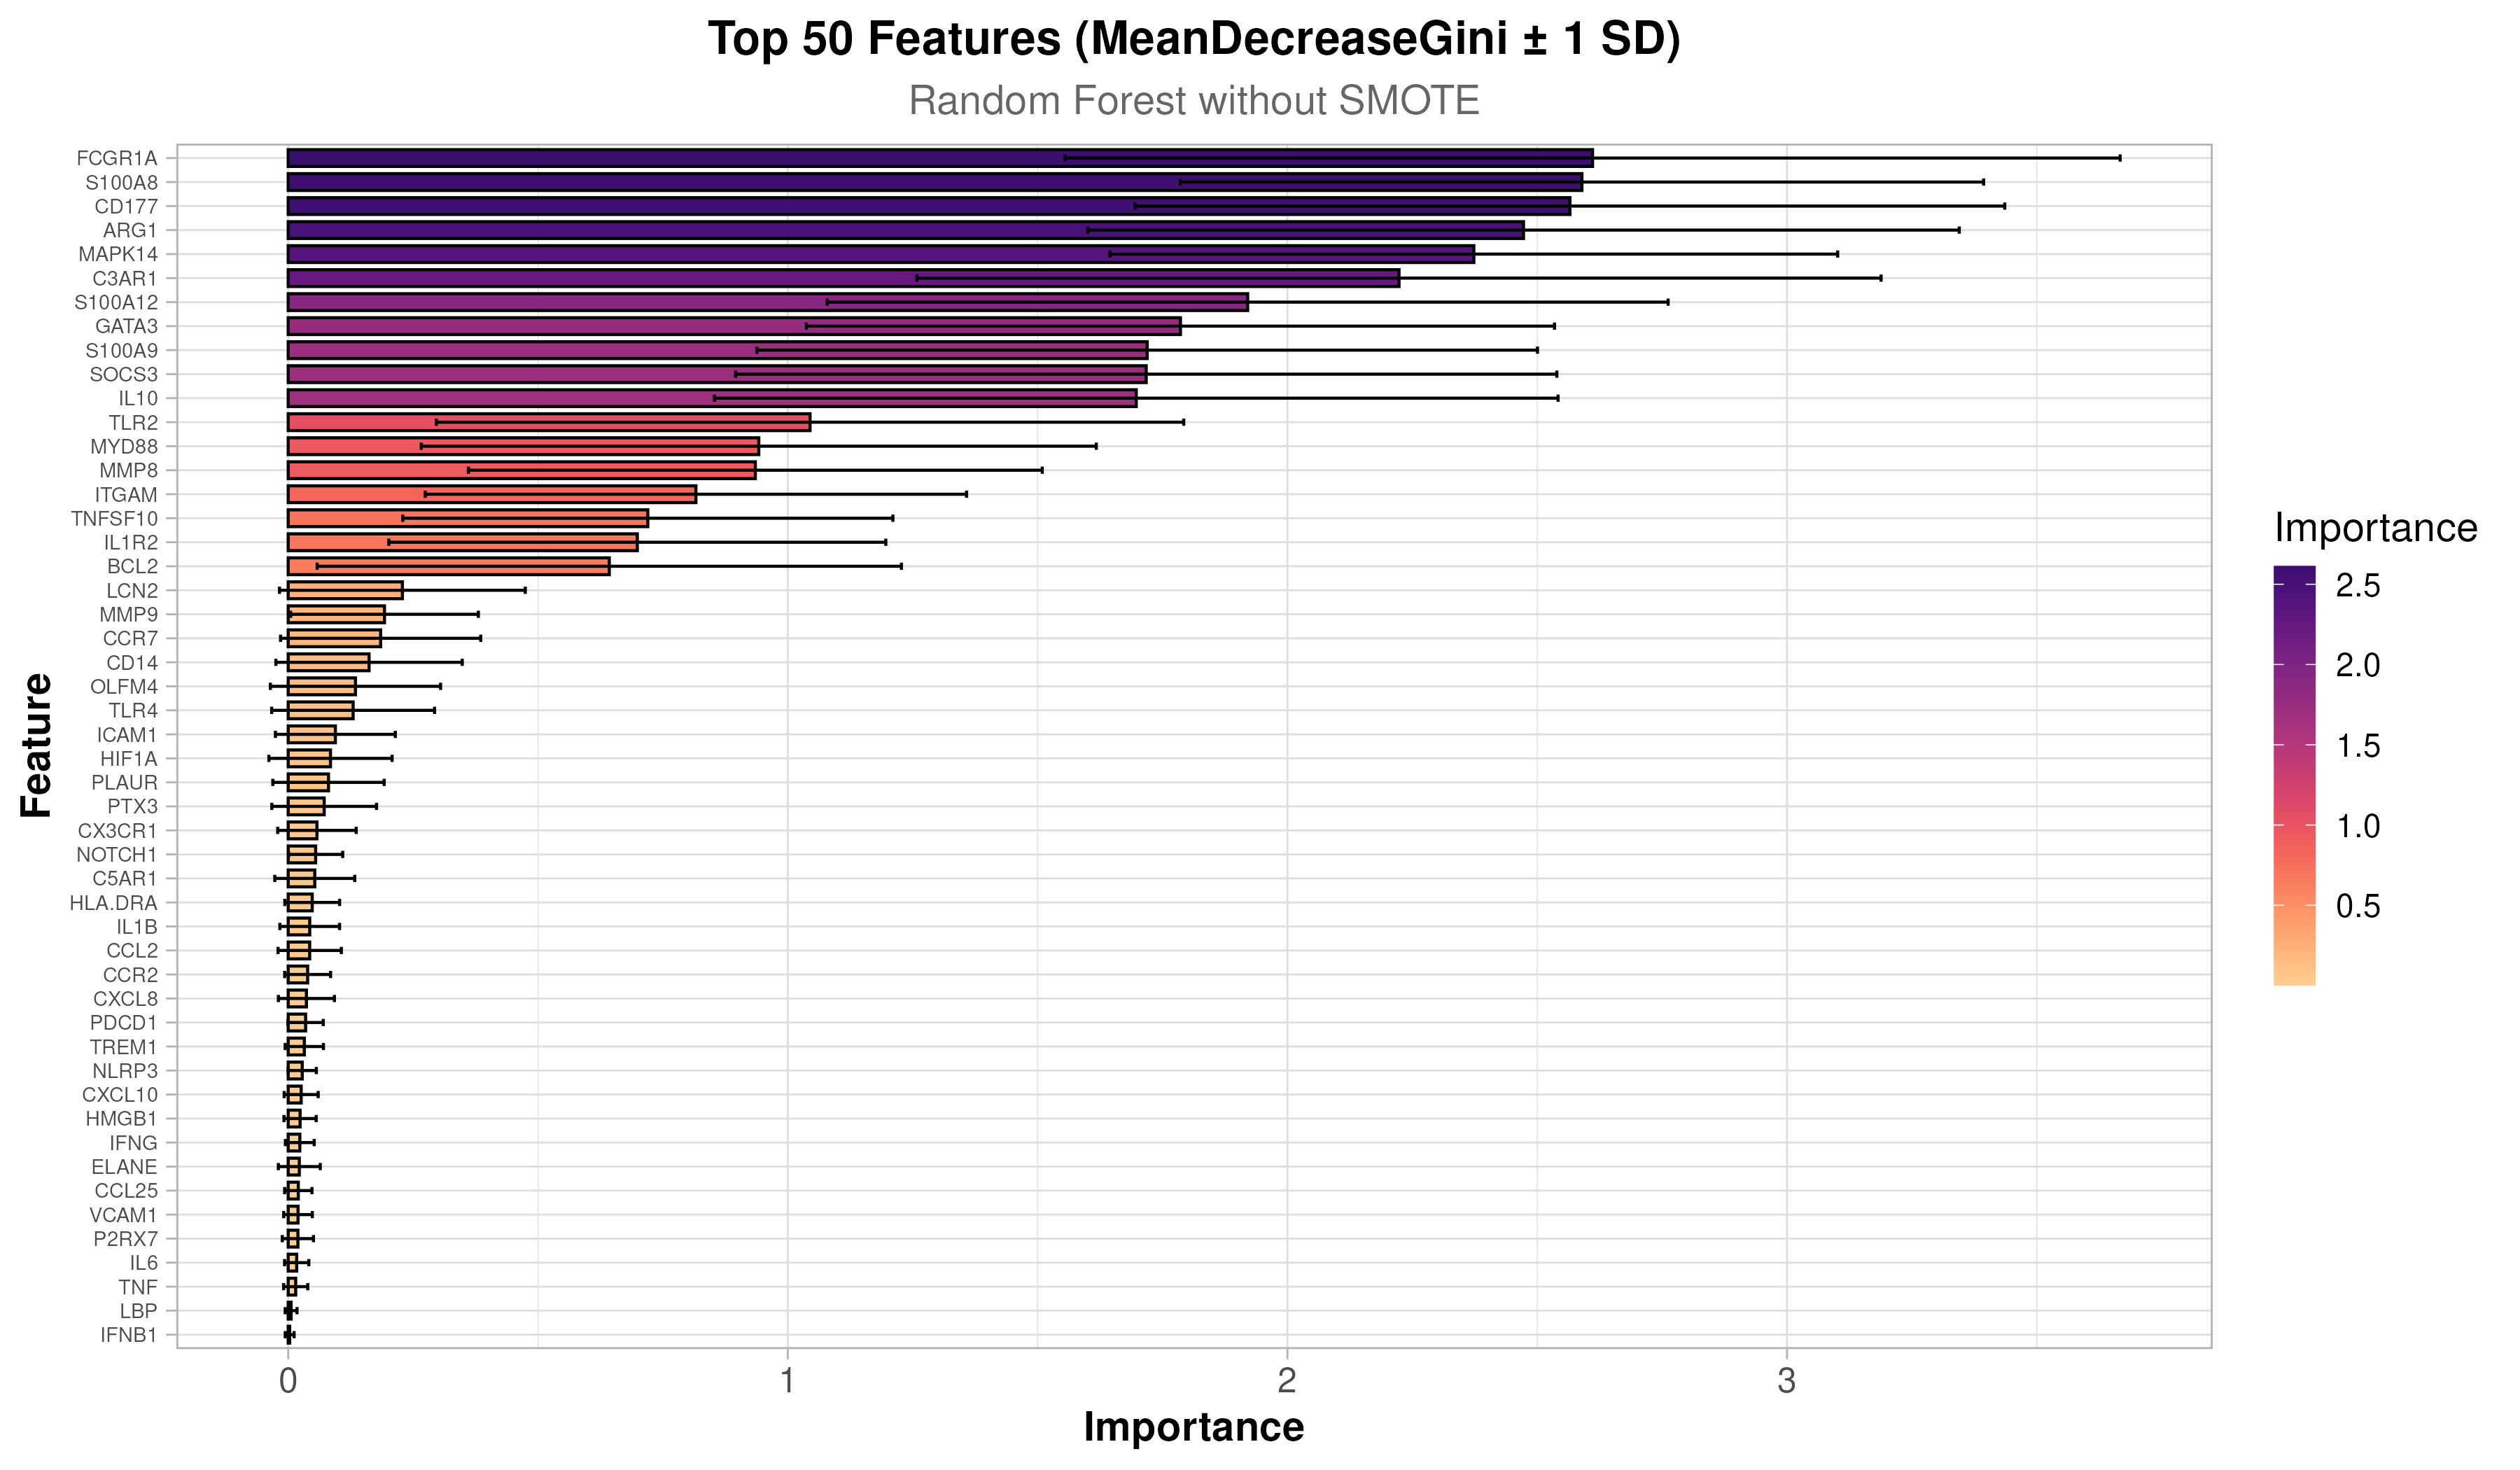 Top 50 Features (MeanDecreaseGini ± 1 SD)
Random Forest without SMOTE
Feature
FCGR1A
S100A8
CD177
ARG1
MAPK14
C3AR1
S100A12
GATA3
S100A9
SOCS3
IL10
TLR2
MYD88
MMP8
ITGAM
TNFSF10
IL1R2
BCL2
LCN2
MMP9
CCR7
CD14
OLFM4
TLR4
ICAM1
HIF1A
PLAUR
PTX3
CX3CR1
NOTCH1
C5AR1
HLA.DRA
IL1B
CCL2
CCR2
CXCL8
PDCD1
TREM1
NLRP3
CXCL10
HMGB1
IFNG
ELANE
CCL25
VCAM1
P2RX7
IL6
TNF
LBP
IFNB1
0 1 2 3
Importance
Importance
2.5
2.0
1.5
1.0
0.5